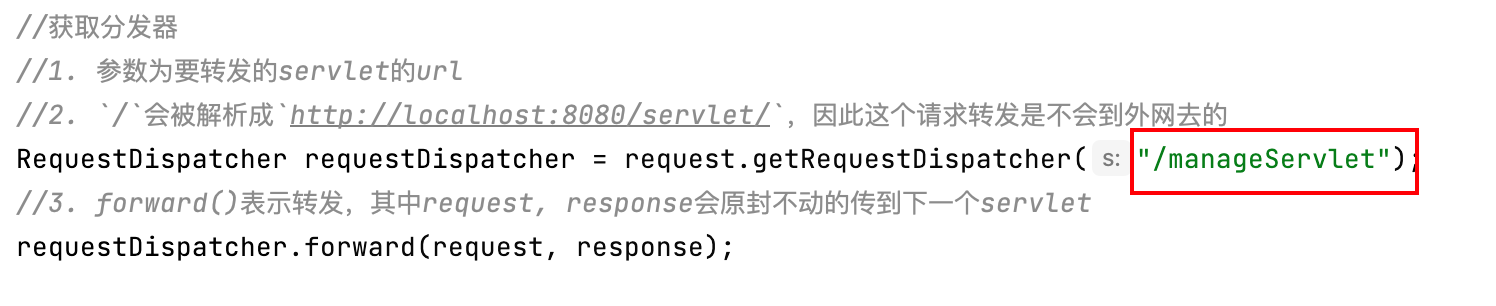 //获取分发器
//1. 参数为要转发的servlet的url
//2. `/`会被解析成`http://localhost:8080/servlet/`，因此这个请求转发是不会到外网去的
RequestDispatcher requestDispatcher = request.getRequestDispatcher( s: "/manageServlet");
//3. forward()表示转发，其中request, response会原封不动的传到下一个servlet
requestDispatcher.forward(request, response);